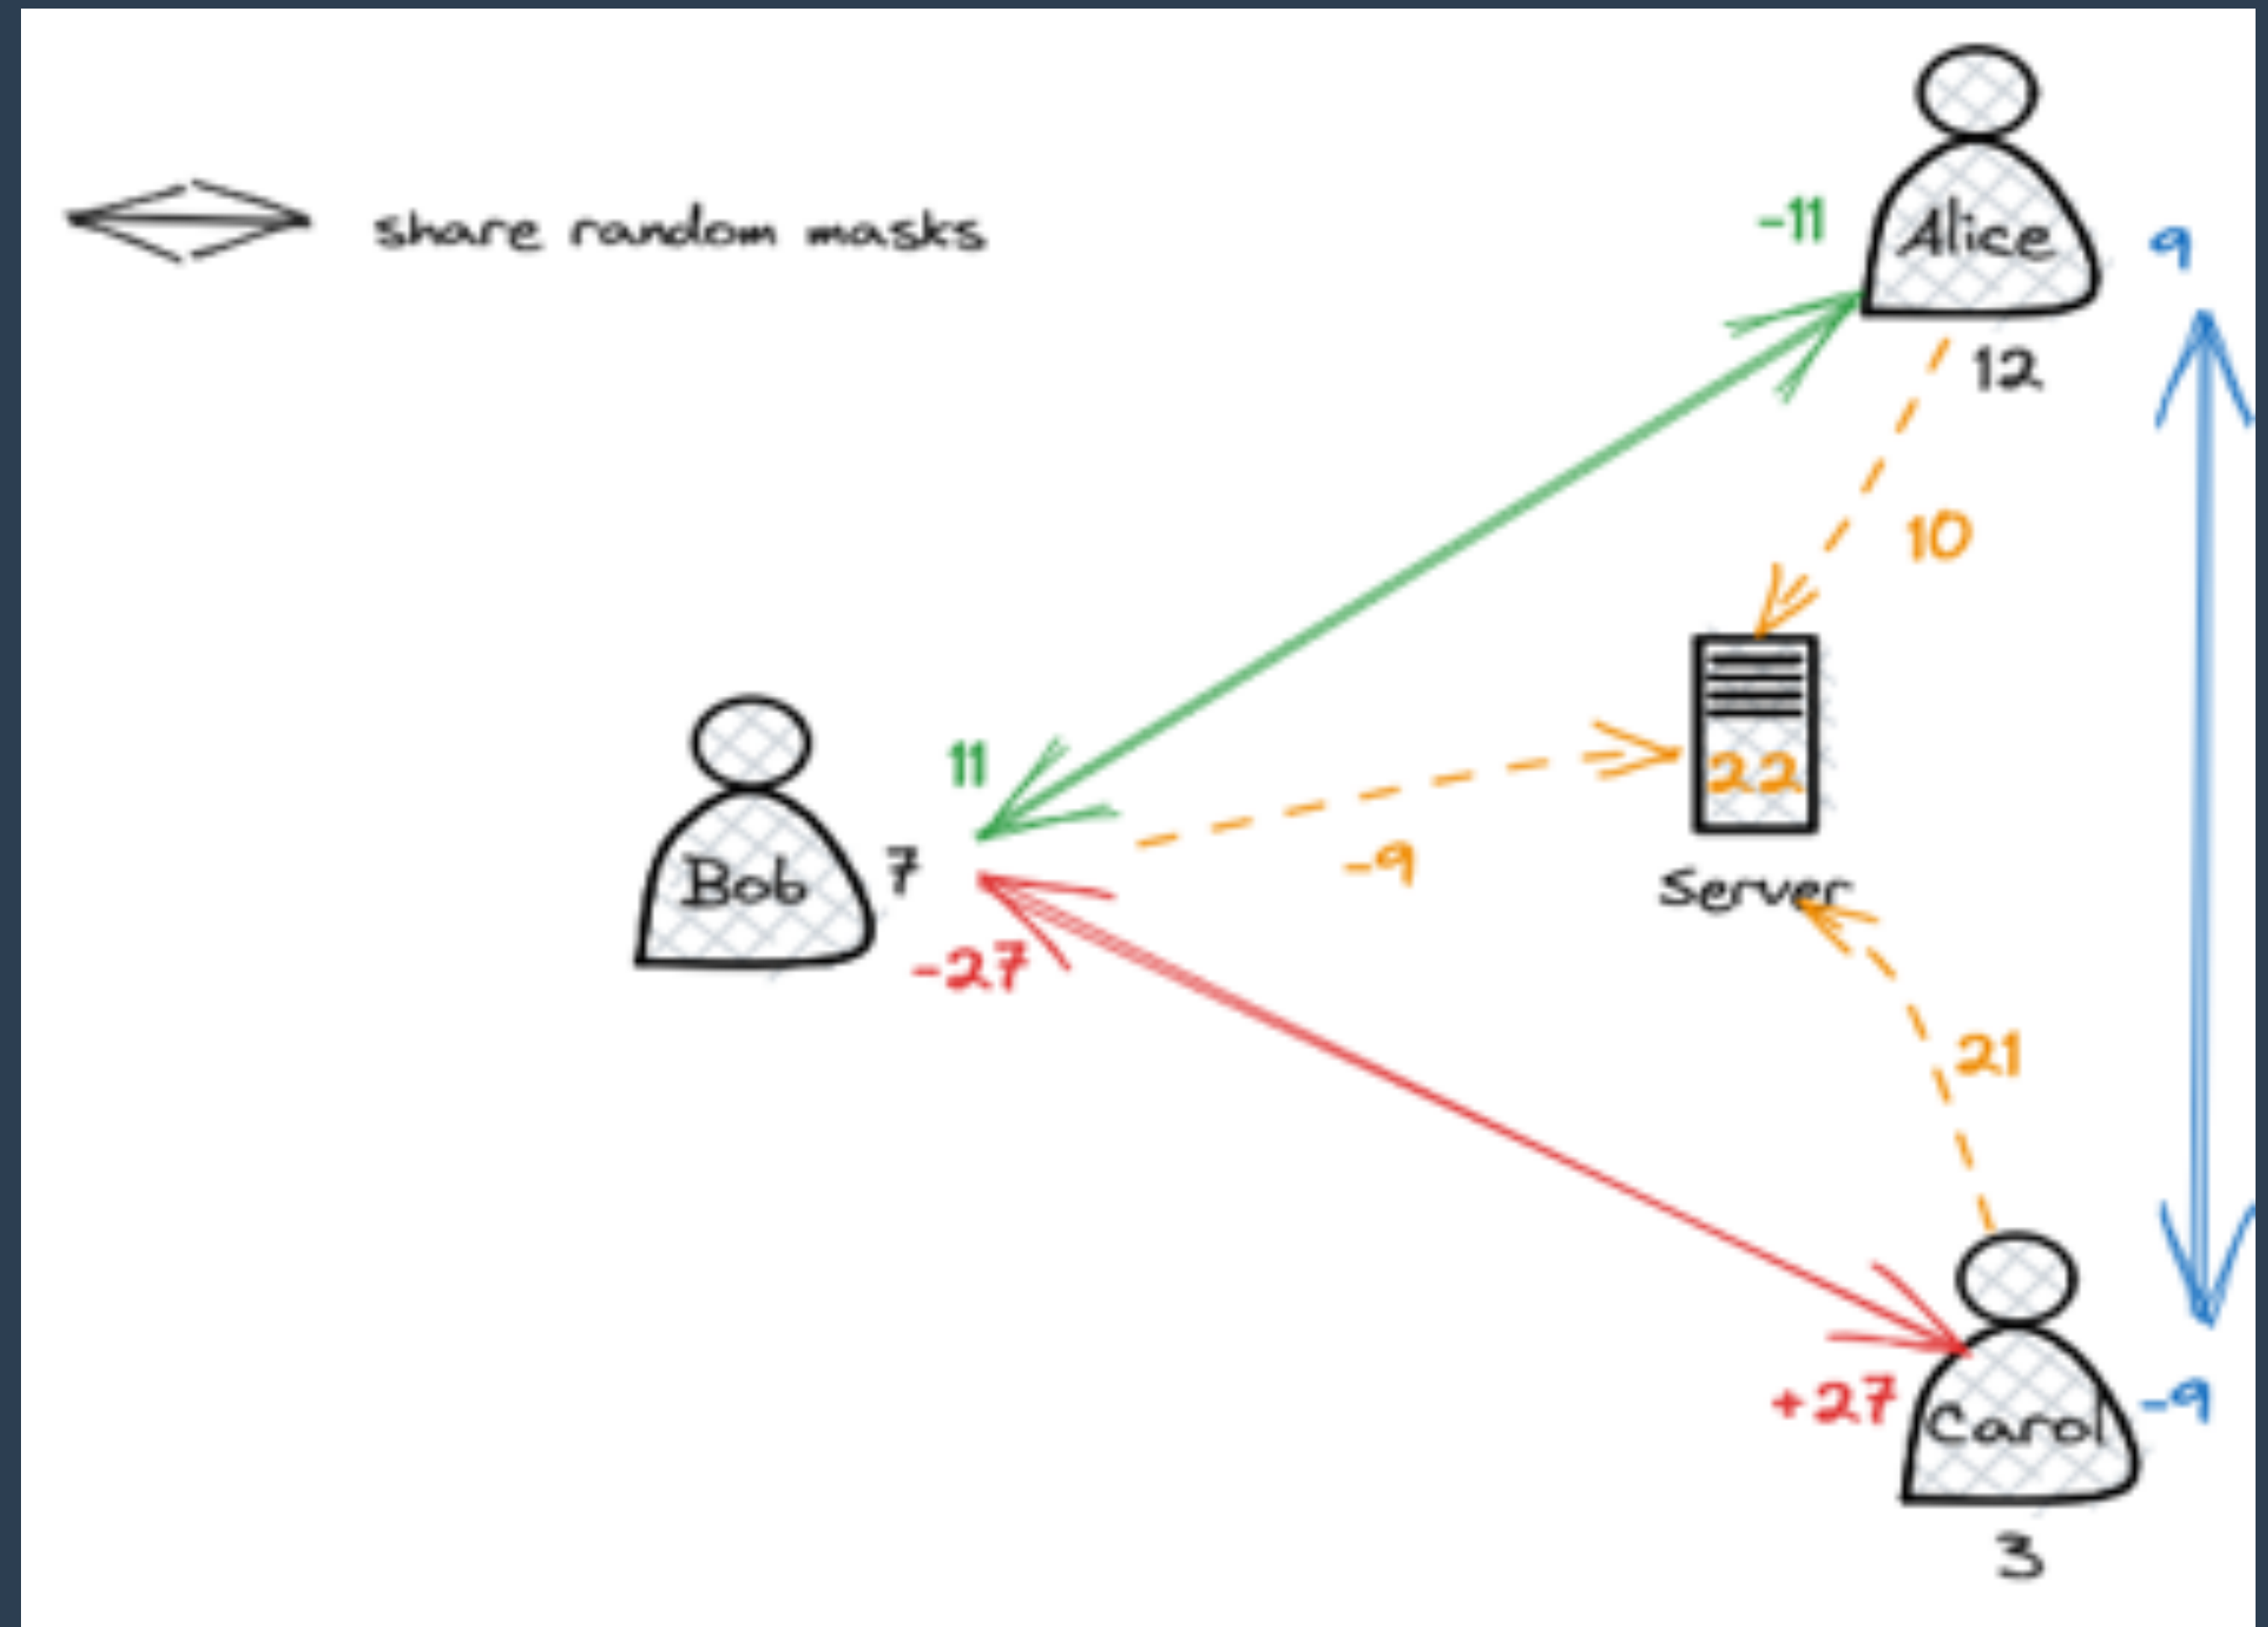 share random masks
-11
Alice
9
12
10
11
Bob
7
-27
-9
22
Server
21
+27
Carol
-9
3